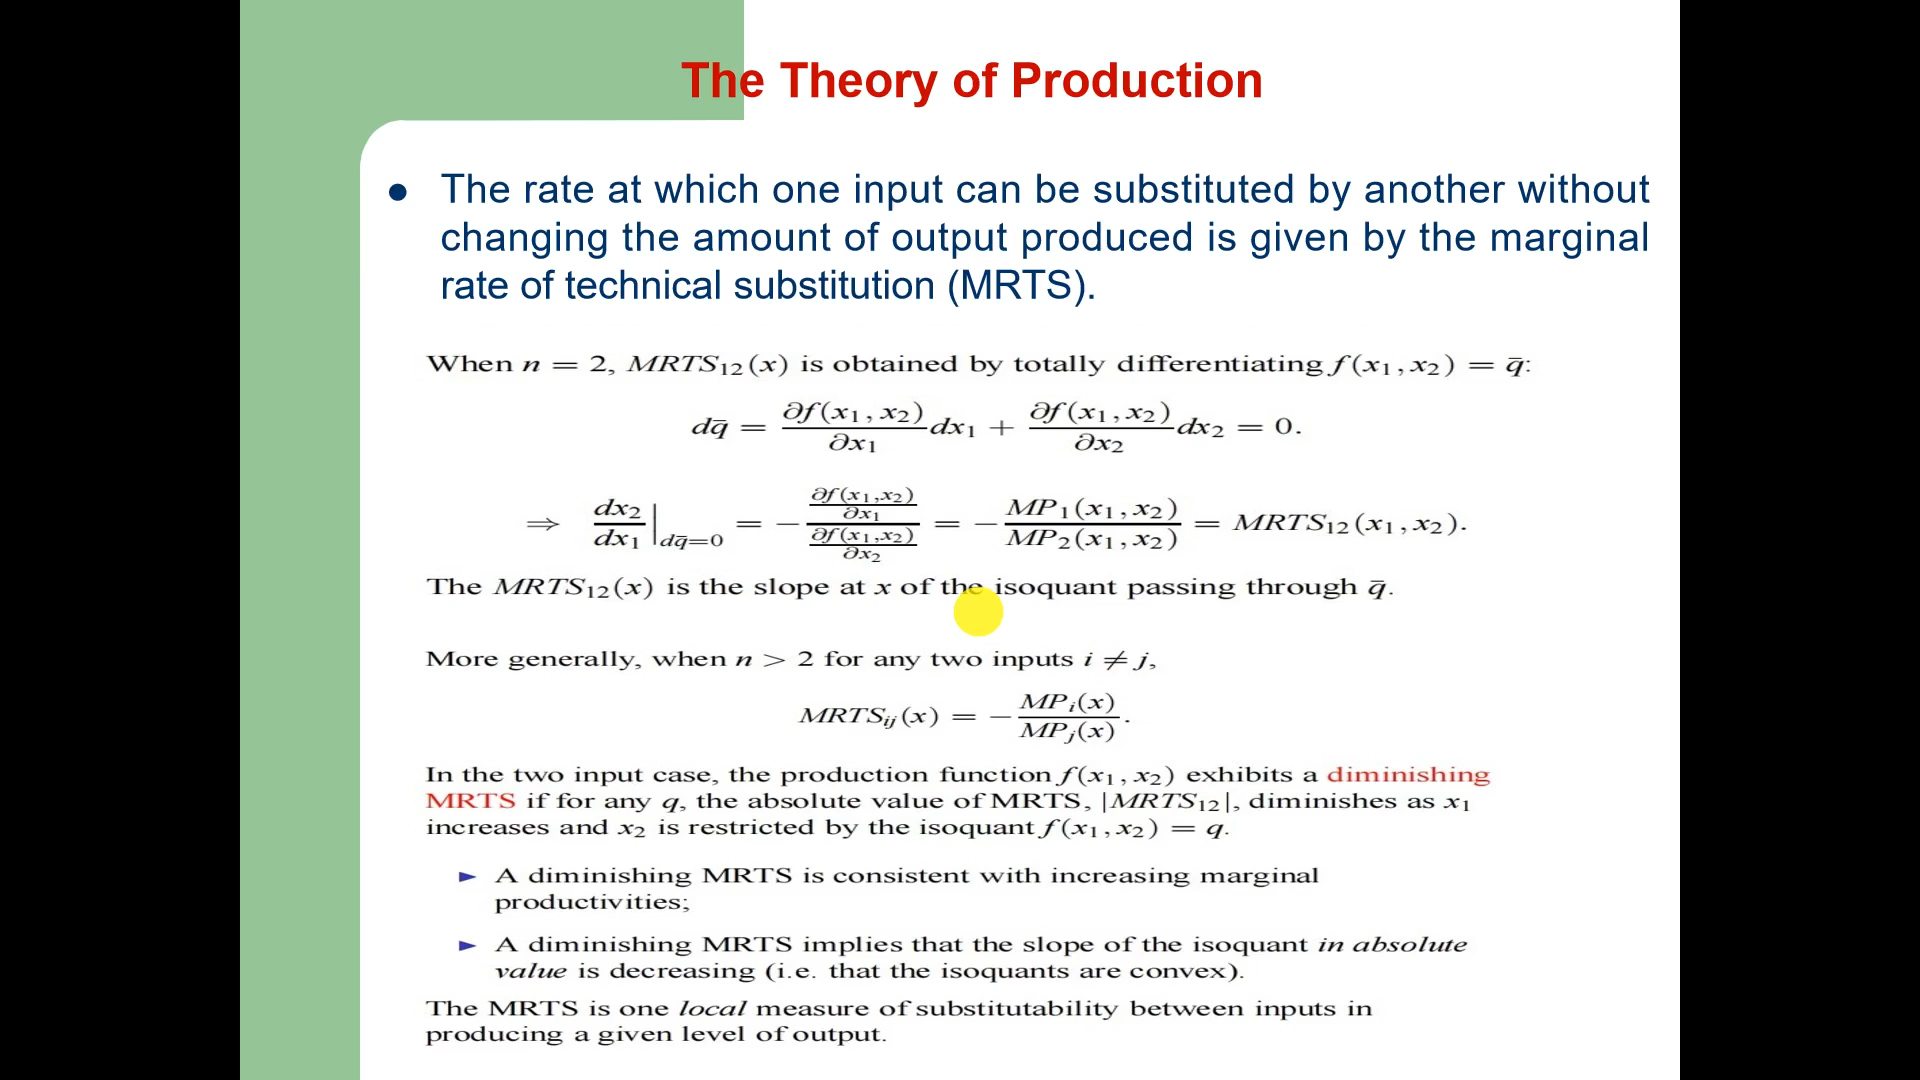 The Theory of Production
● The rate at which one input can be substituted by another without
changing the amount of output produced is given by the marginal
rate of technical substitution (MRTS).
When n = 2, MRTS₁₂(x) is obtained by totally differentiating f(x₁, x₂) = q̄:
dq̄ = ∂f(x₁, x₂)/∂x₁ dx₁ + ∂f(x₁, x₂)/∂x₂ dx₂ = 0.
⇒ dx₂/dx₁ |dq̄=0 = − (∂f(x₁,x₂)/∂x₁)/(∂f(x₁,x₂)/∂x₂) = − MP₁(x₁, x₂)/MP₂(x₁, x₂) = MRTS₁₂(x₁, x₂).
The MRTS₁₂(x) is the slope at x of the isoquant passing through q̄.
More generally, when n > 2 for any two inputs i ≠ j,
MRTSᵢⱼ(x) = − MPᵢ(x)/MPⱼ(x).
In the two input case, the production function f(x₁, x₂) exhibits a diminishing
MRTS if for any q, the absolute value of MRTS, |MRTS₁₂|, diminishes as x₁
increases and x₂ is restricted by the isoquant f(x₁, x₂) = q.
► A diminishing MRTS is consistent with increasing marginal
productivities;
► A diminishing MRTS implies that the slope of the isoquant in absolute
value is decreasing (i.e. that the isoquants are convex).
The MRTS is one local measure of substitutability between inputs in
producing a given level of output.